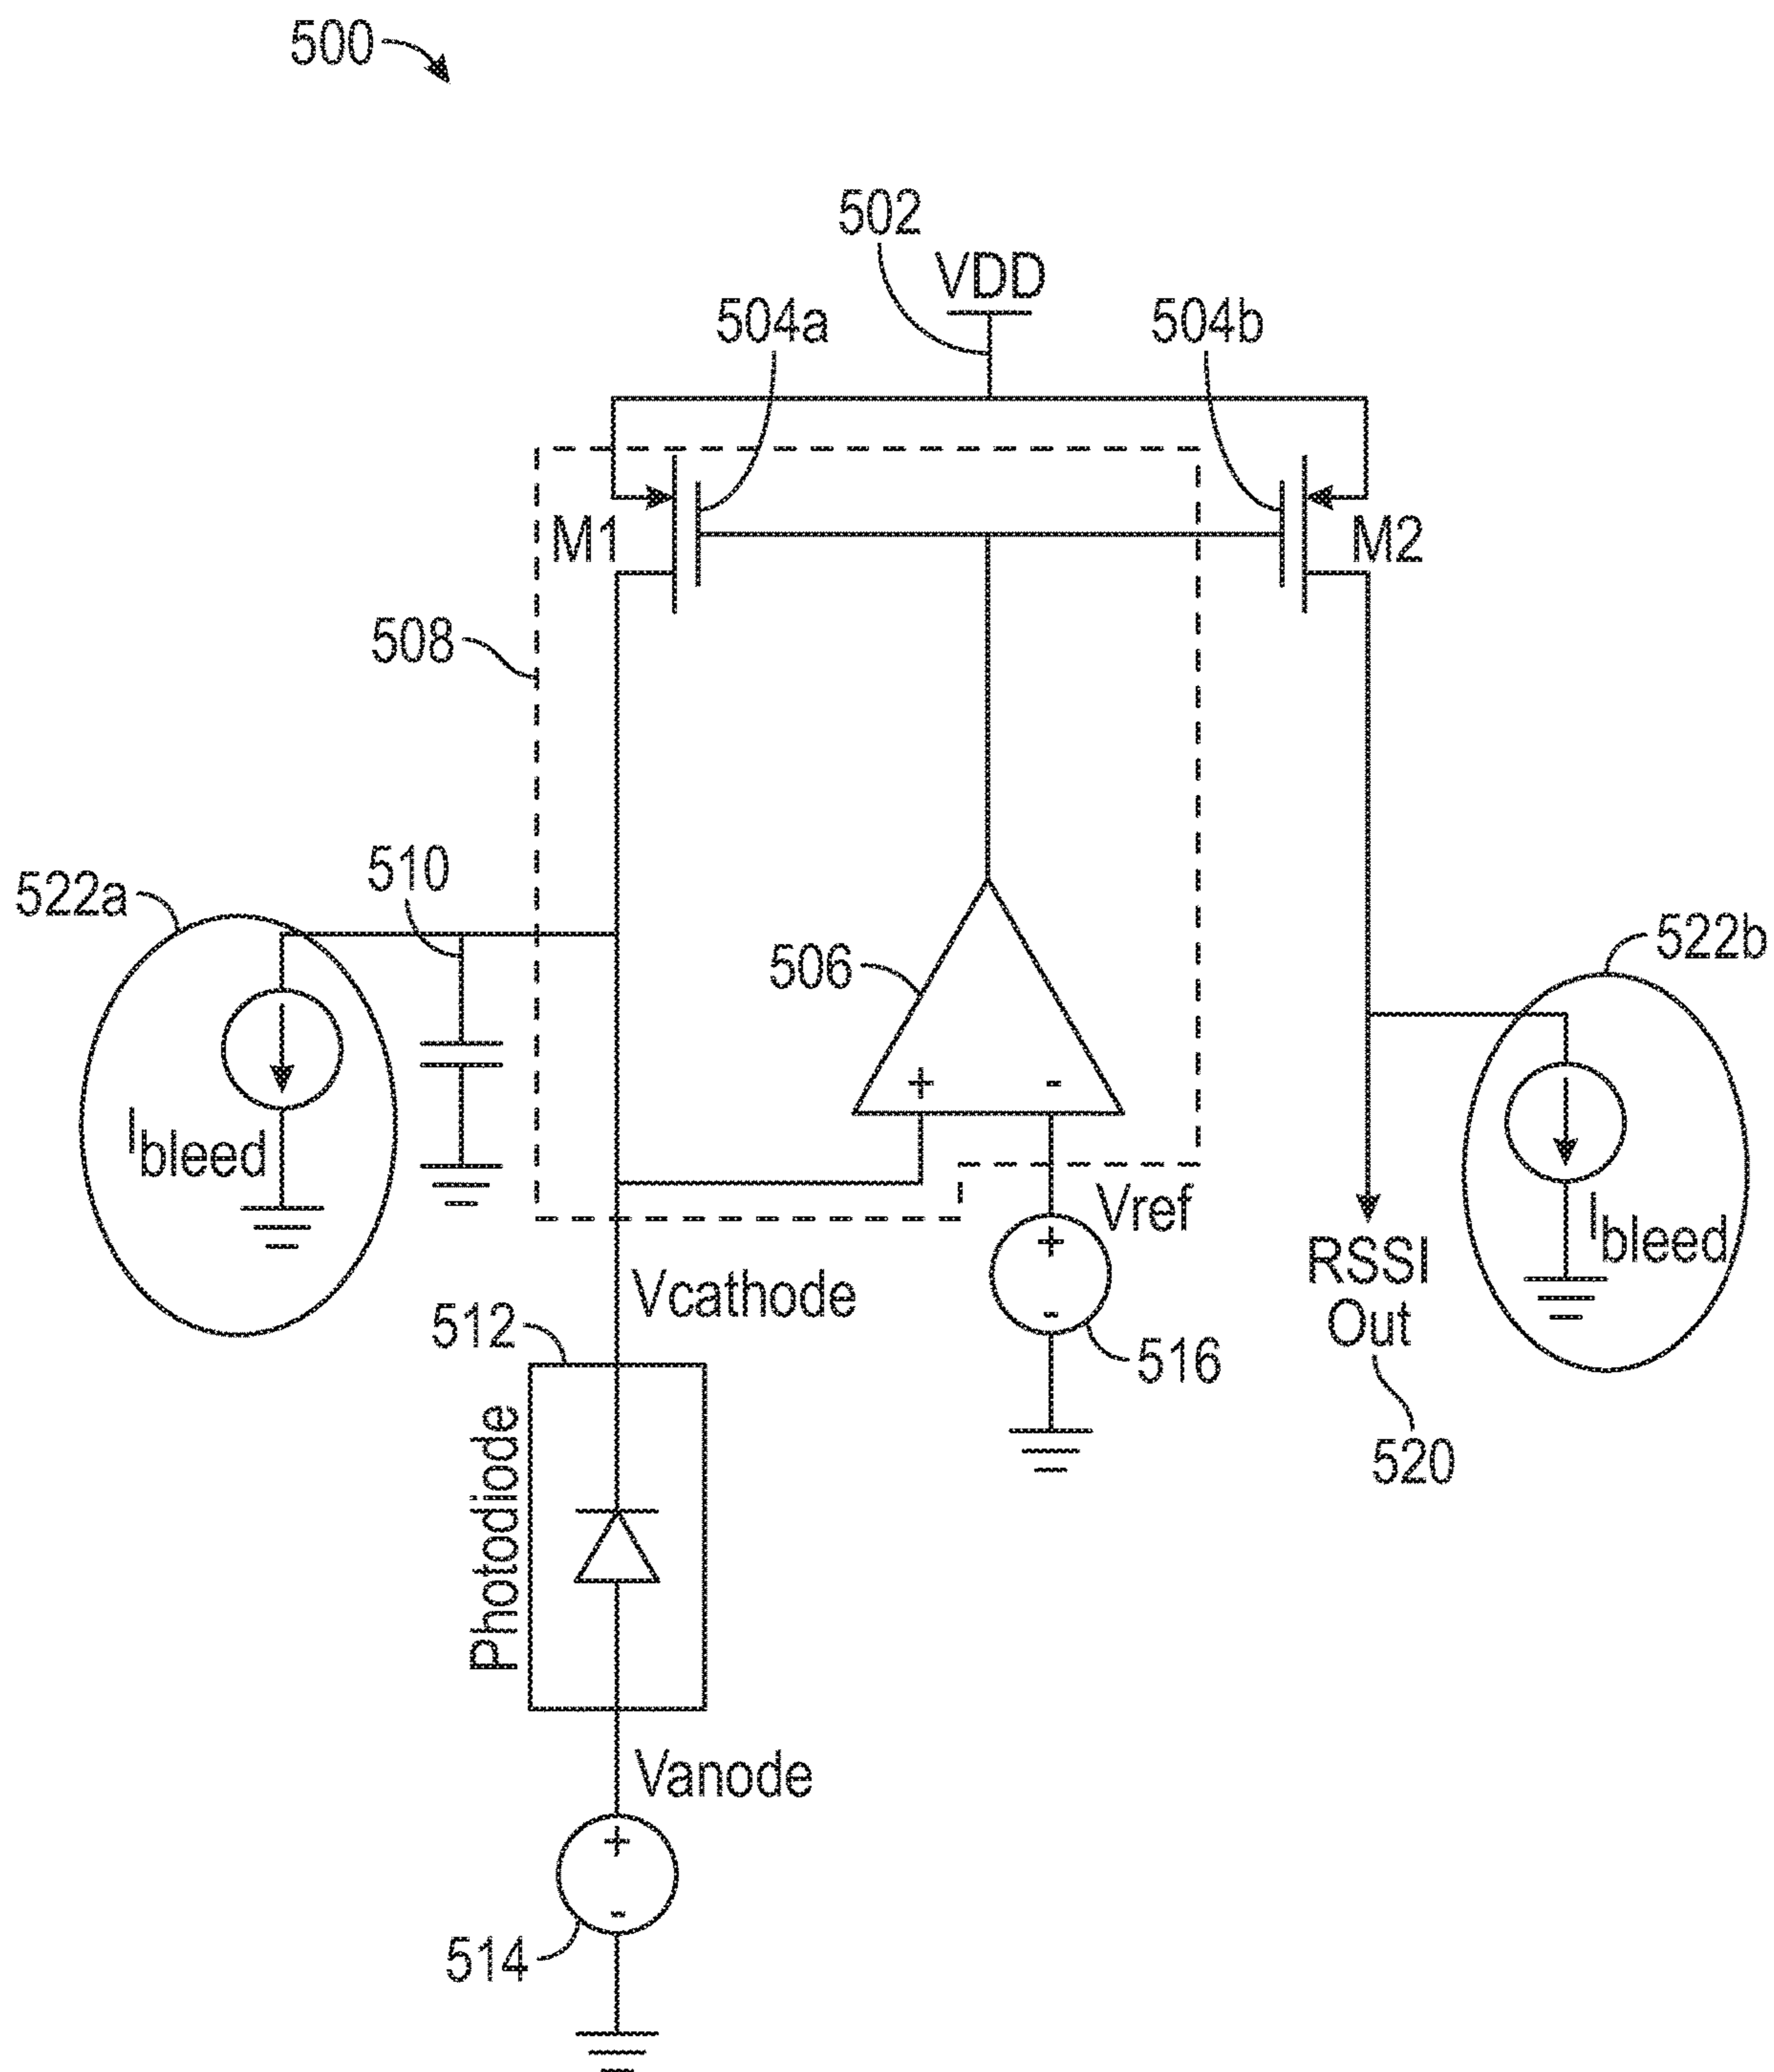 500
502
VDD
504a
504b
M1
M2
508
510
522a
506
522b
+
-
Ibleed
Vref
+
-
RSSI
Out
Ibleed
Vcathode
512
516
520
Photodiode
Vanode
+
-
514